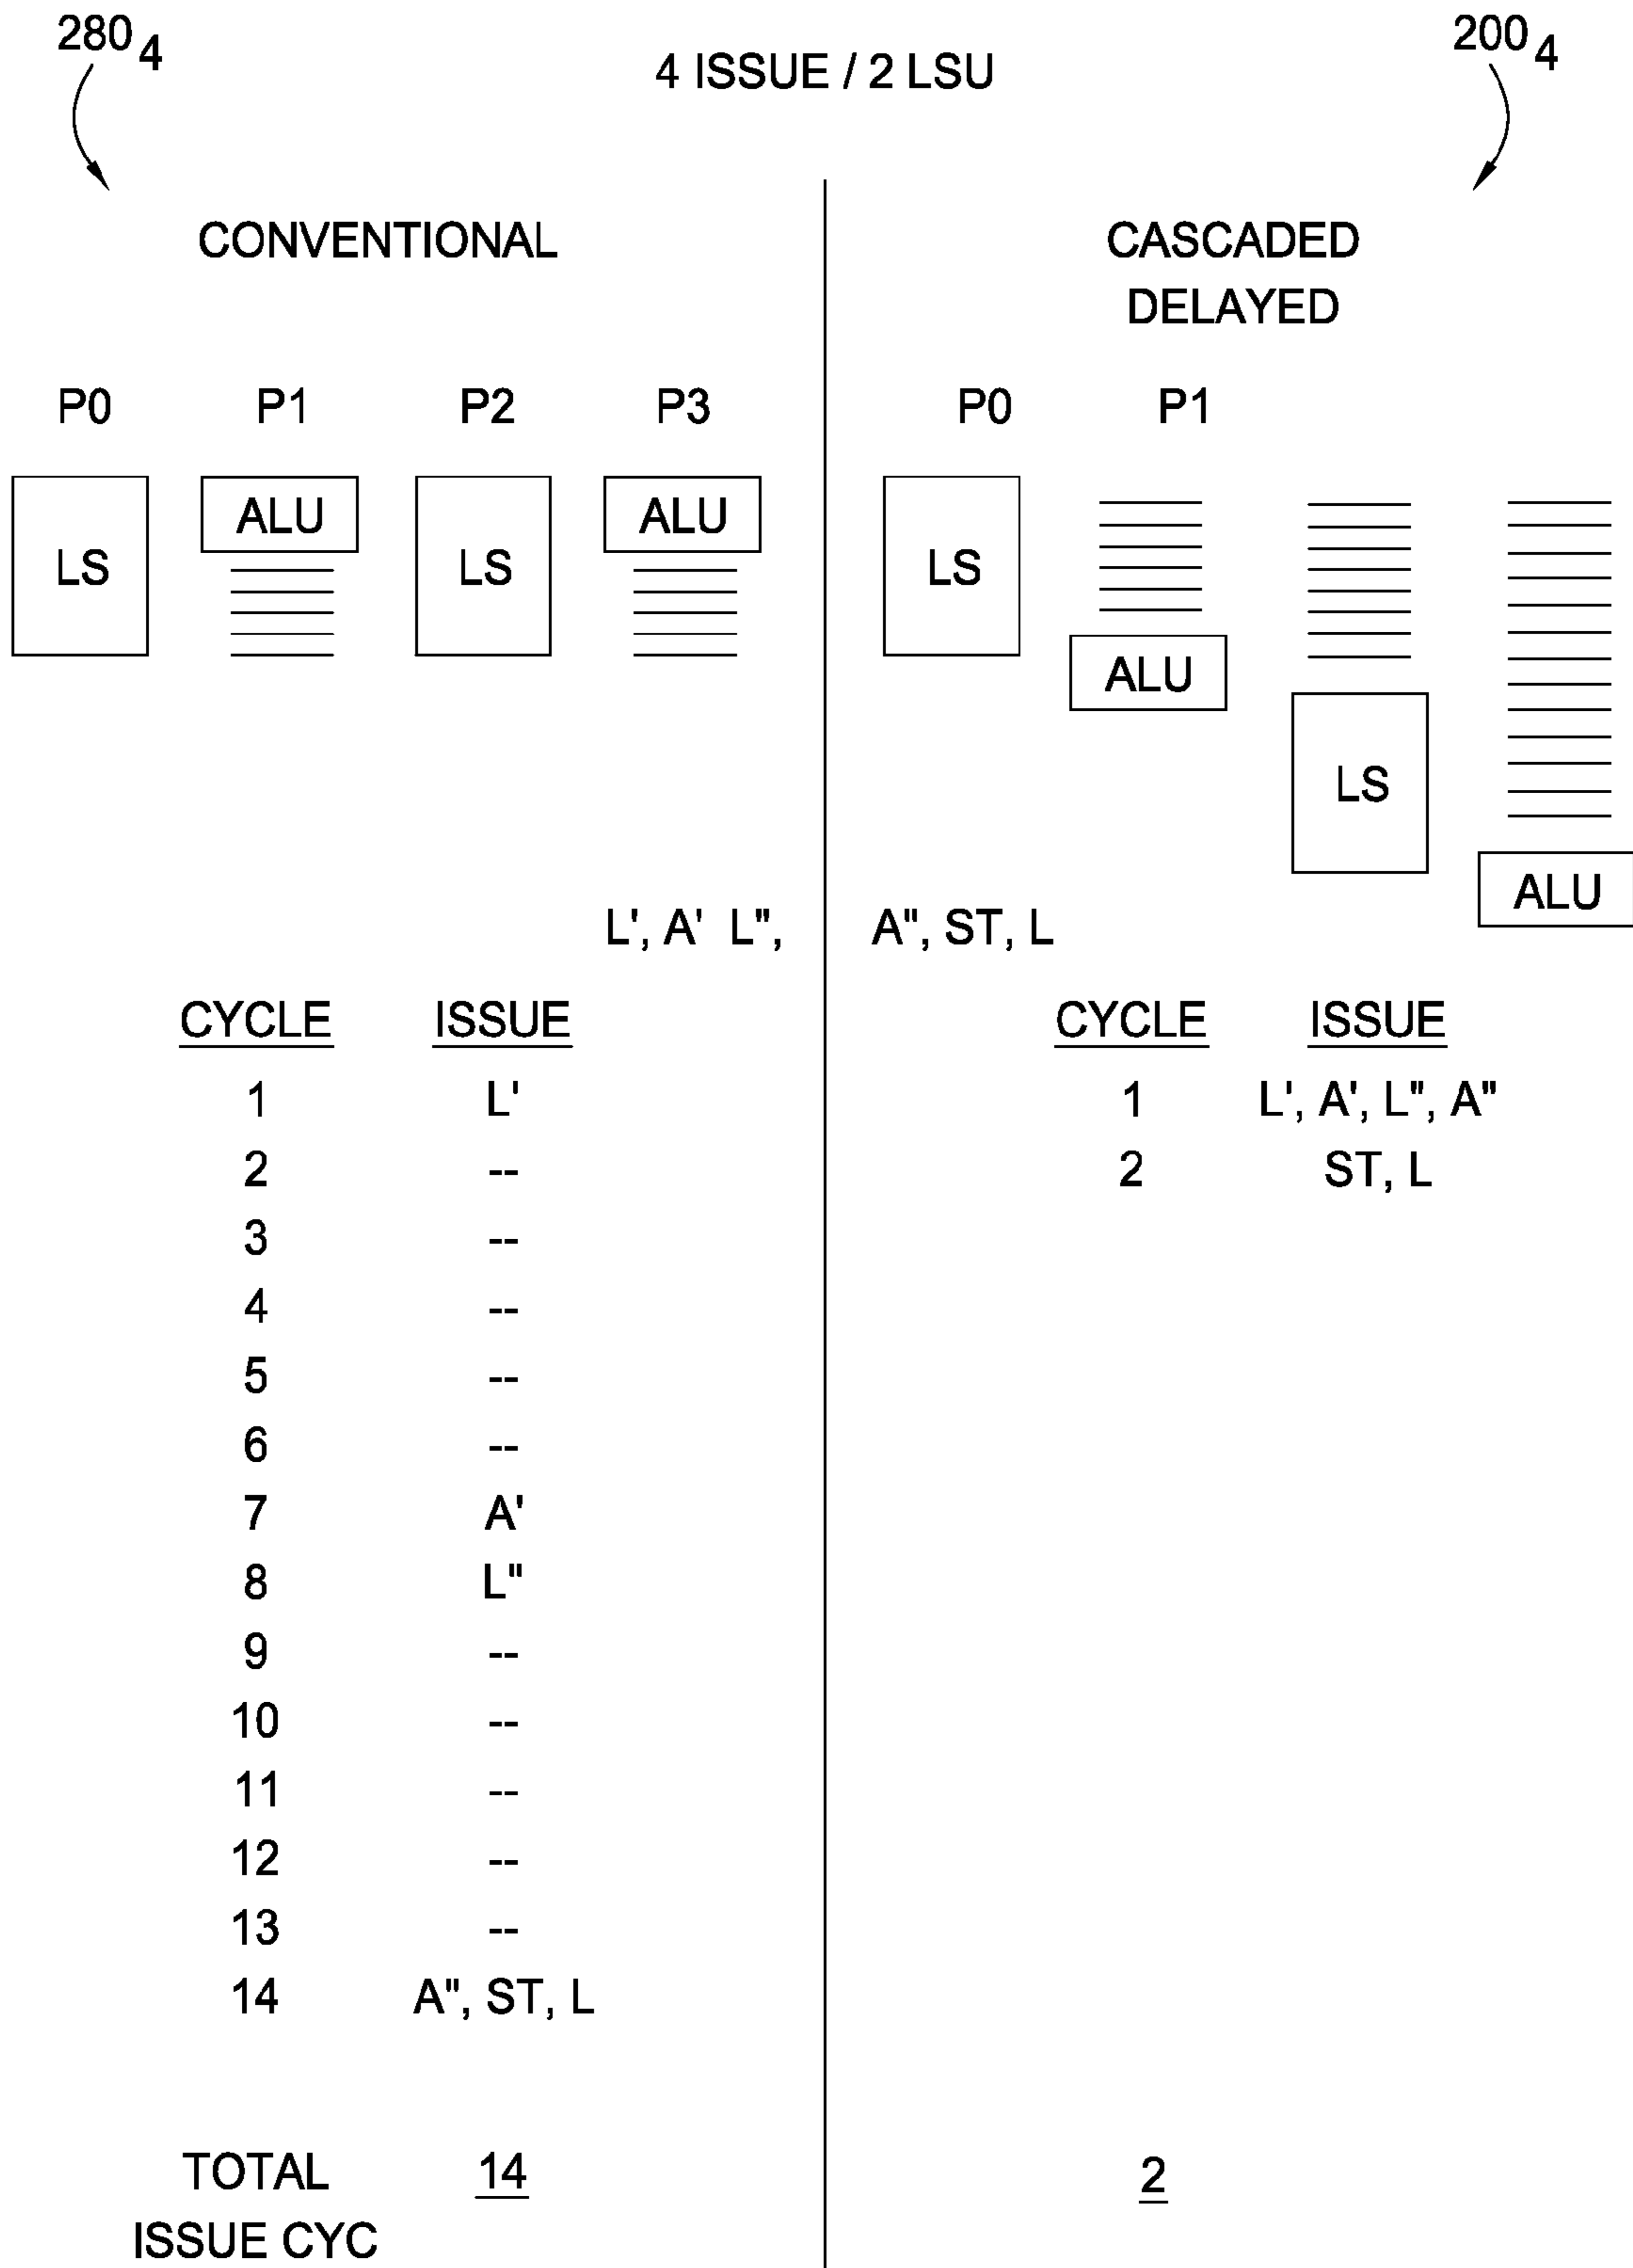 280 4
4 ISSUE / 2 LSU
200 4
CONVENTIONAL
CASCADED
DELAYED
P0 P1 P2 P3
P0 P1
LS ALU LS ALU
LS ALU LS ALU
L', A' L", A", ST, L
CYCLE ISSUE
1 L'
2 --
3 --
4 --
5 --
6 --
7 A'
8 L"
9 --
10 --
11 --
12 --
13 --
14 A", ST, L
TOTAL 14
ISSUE CYC
CYCLE ISSUE
1 L', A', L", A"
2 ST, L
2